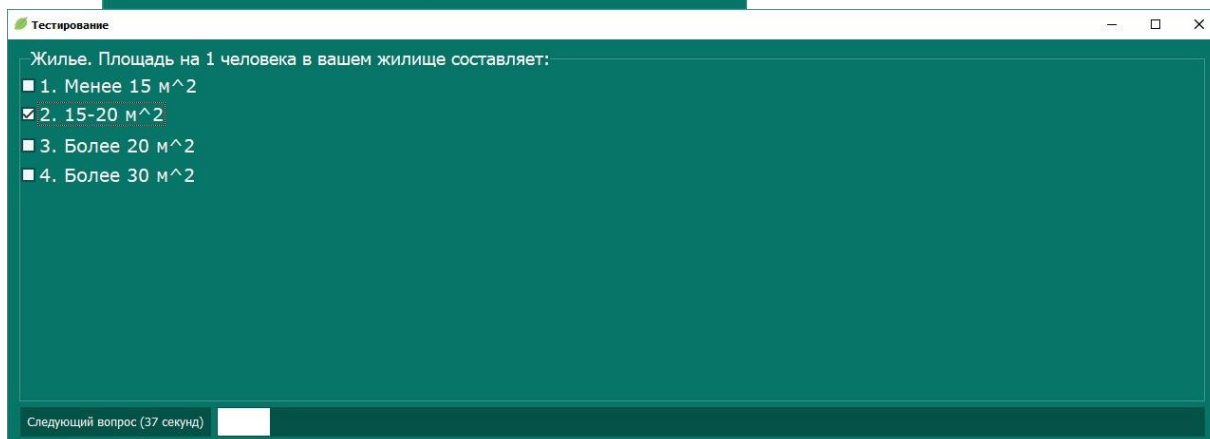 Тестирование
Жилье. Площадь на 1 человека в вашем жилище составляет:
1. Менее 15 м^2
2. 15-20 м^2
3. Более 20 м^2
4. Более 30 м^2
Следующий вопрос (37 секунд)